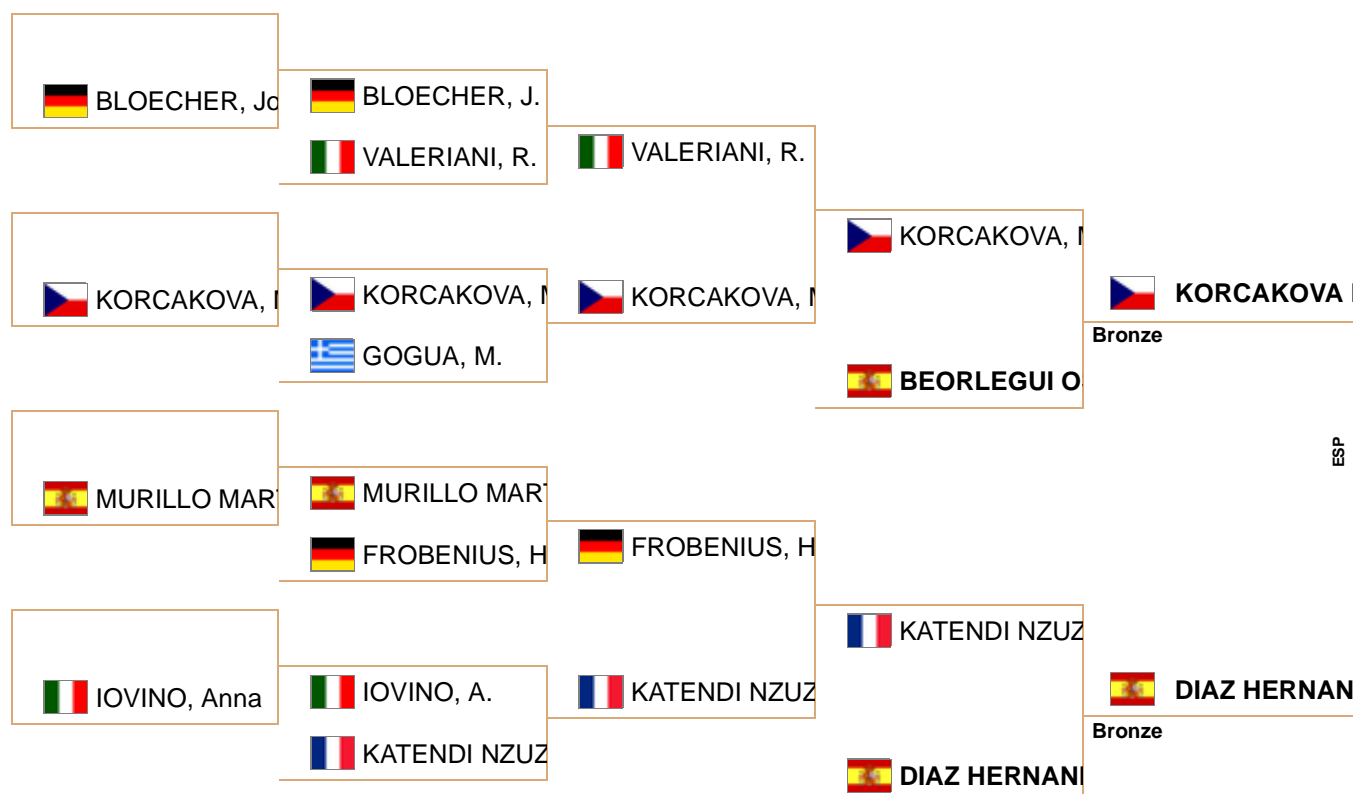 BLOECHER, Jo
BLOECHER, J.
VALERIANI, R.
VALERIANI, R.
KORCAKOVA,
KORCAKOVA,
KORCAKOVA,
GOGUA, M.
KORCAKOVA,
KORCAKOVA
Bronze
BEORLEGUI O
ESP
MURILLO MAR
MURILLO MAR
FROBENIUS, H
FROBENIUS, H
KATENDI NZUZ
IOVINO, Anna
IOVINO, A.
KATENDI NZUZ
KATENDI NZUZ
DIAZ HERNAN
Bronze
DIAZ HERNAN